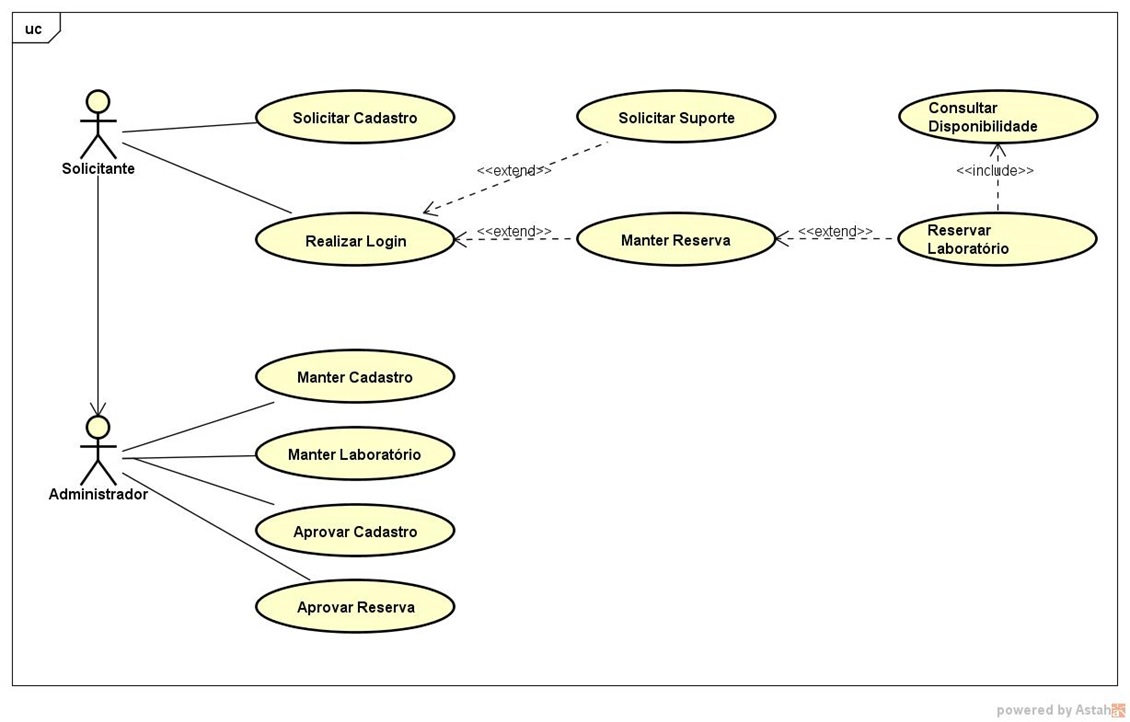 uc
Solicitante
Solicitar Cadastro
Solicitar Suporte
Consultar
Disponibilidade
<<extend>>
<<include>>
Realizar Login
<<extend>>
Manter Reserva
<<extend>>
Reservar
Laboratório
Administrador
Manter Cadastro
Manter Laboratório
Aprovar Cadastro
Aprovar Reserva
powered by Astah